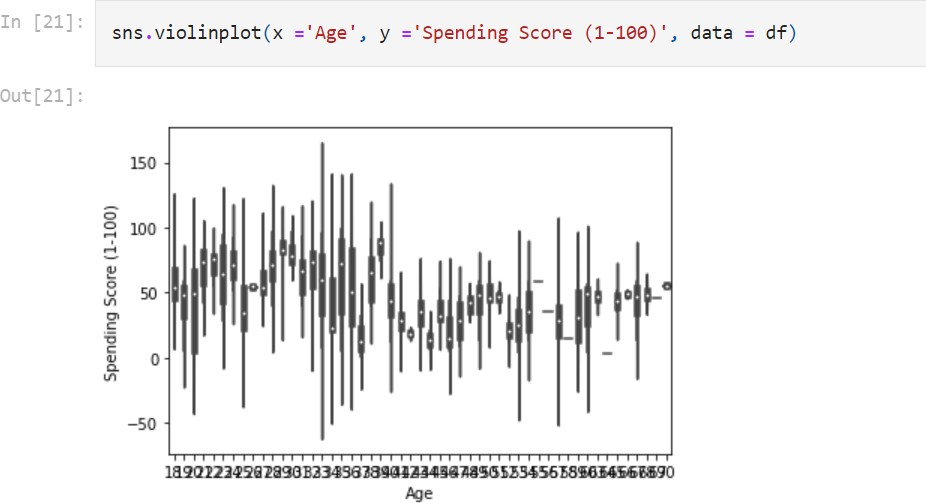 In [21]:
sns.violinplot(x ='Age', y ='Spending Score (1-100)', data = df)
Out[21]:
150
100
50
0
−50
Spending Score (1-100)
Age